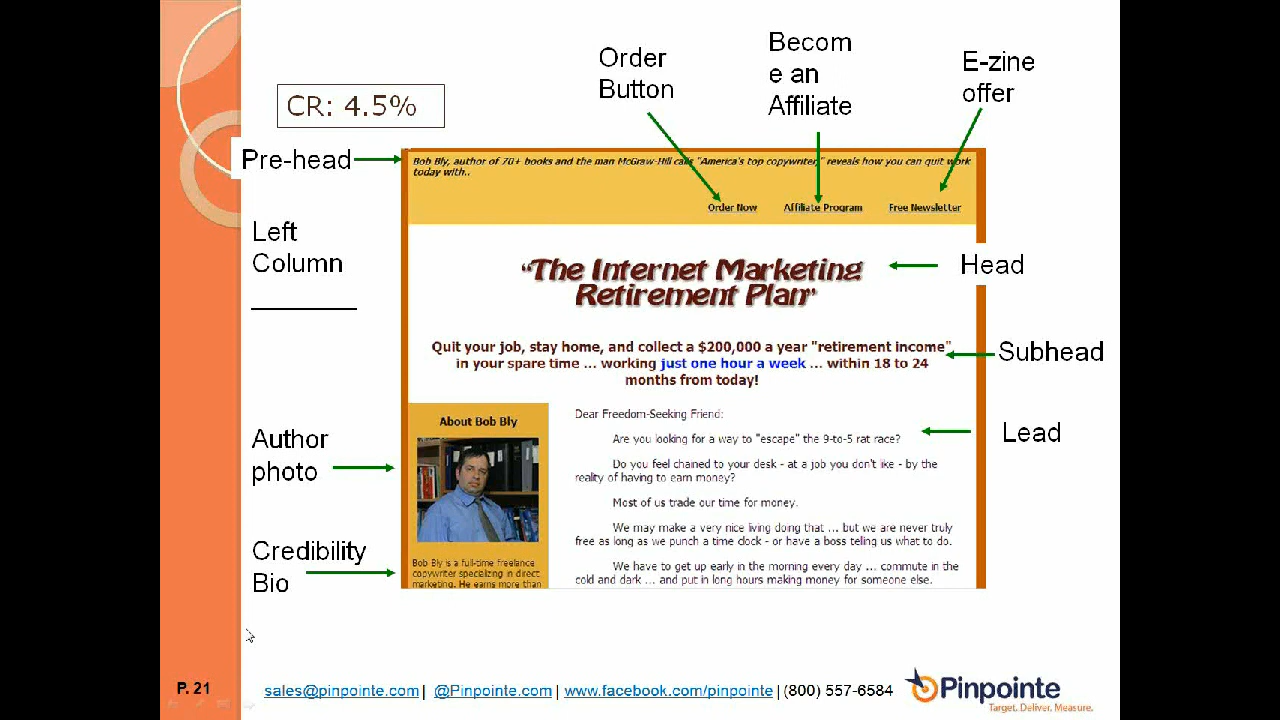 Order
Button
Becom
e an
Affiliate
E-zine
offer
CR: 4.5%
Pre-head
Bob Bly, author of 70+ books and the man McGraw-Hill calls "America's top copywriter," reveals how you can quit work
today with..
Order Now Affiliate Program Free Newsletter
Left
Column
"The Internet Marketing
Retirement Plan"
Head
Quit your job, stay home, and collect a $200,000 a year "retirement income"
in your spare time ... working just one hour a week ... within 18 to 24
months from today!
Subhead
About Bob Bly
Author
photo
Dear Freedom-Seeking Friend:
Are you looking for a way to "escape" the 9-to-5 rat race?
Do you feel chained to your desk - at a job you don't like - by the
reality of having to earn money?
Most of us trade our time for money.
We may make a very nice living doing that ... but we are never truly
free as long as we punch a time clock - or have a boss telling us what to do.
We have to get up early in the morning every day ... commute in the
cold and dark ... and put in long hours making money for someone else.
Lead
Credibility
Bio
Bob Bly is a full-time freelance
copywriter specializing in direct
marketing. He earns more than
P. 21
sales@pinpointe.com | @Pinpointe.com | www.facebook.com/pinpointe | (800) 557-6584
Pinpointe
Target. Deliver. Measure.